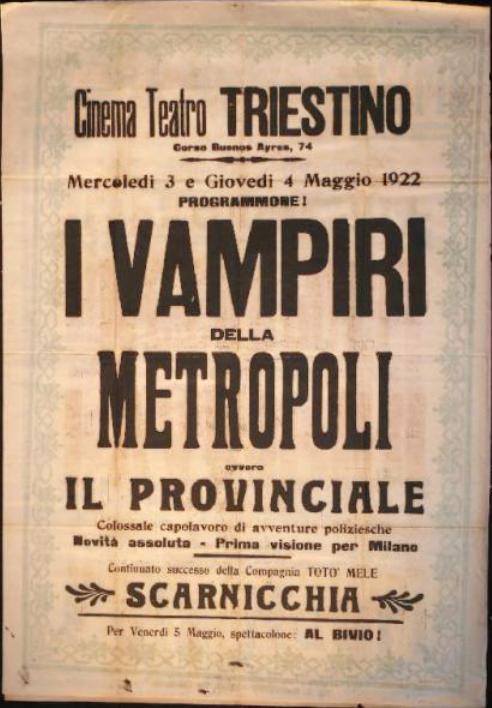 Cinema Teatro TRIESTINO
Corso Buenos Ayres, 74
Mercoledì 3 e Giovedì 4 Maggio 1922
PROGRAMMONE!
I VAMPIRI
DELLA
METROPOLI
ovvero
IL PROVINCIALE
Colossale capolavoro di avventure poliziesche
Novità assoluta - Prima visione per Milano
Continuato successo della Compagnia TOTO' MELE
SCARNICCHIA
Per Venerdì 5 Maggio, spettacolone: AL BIVIO!